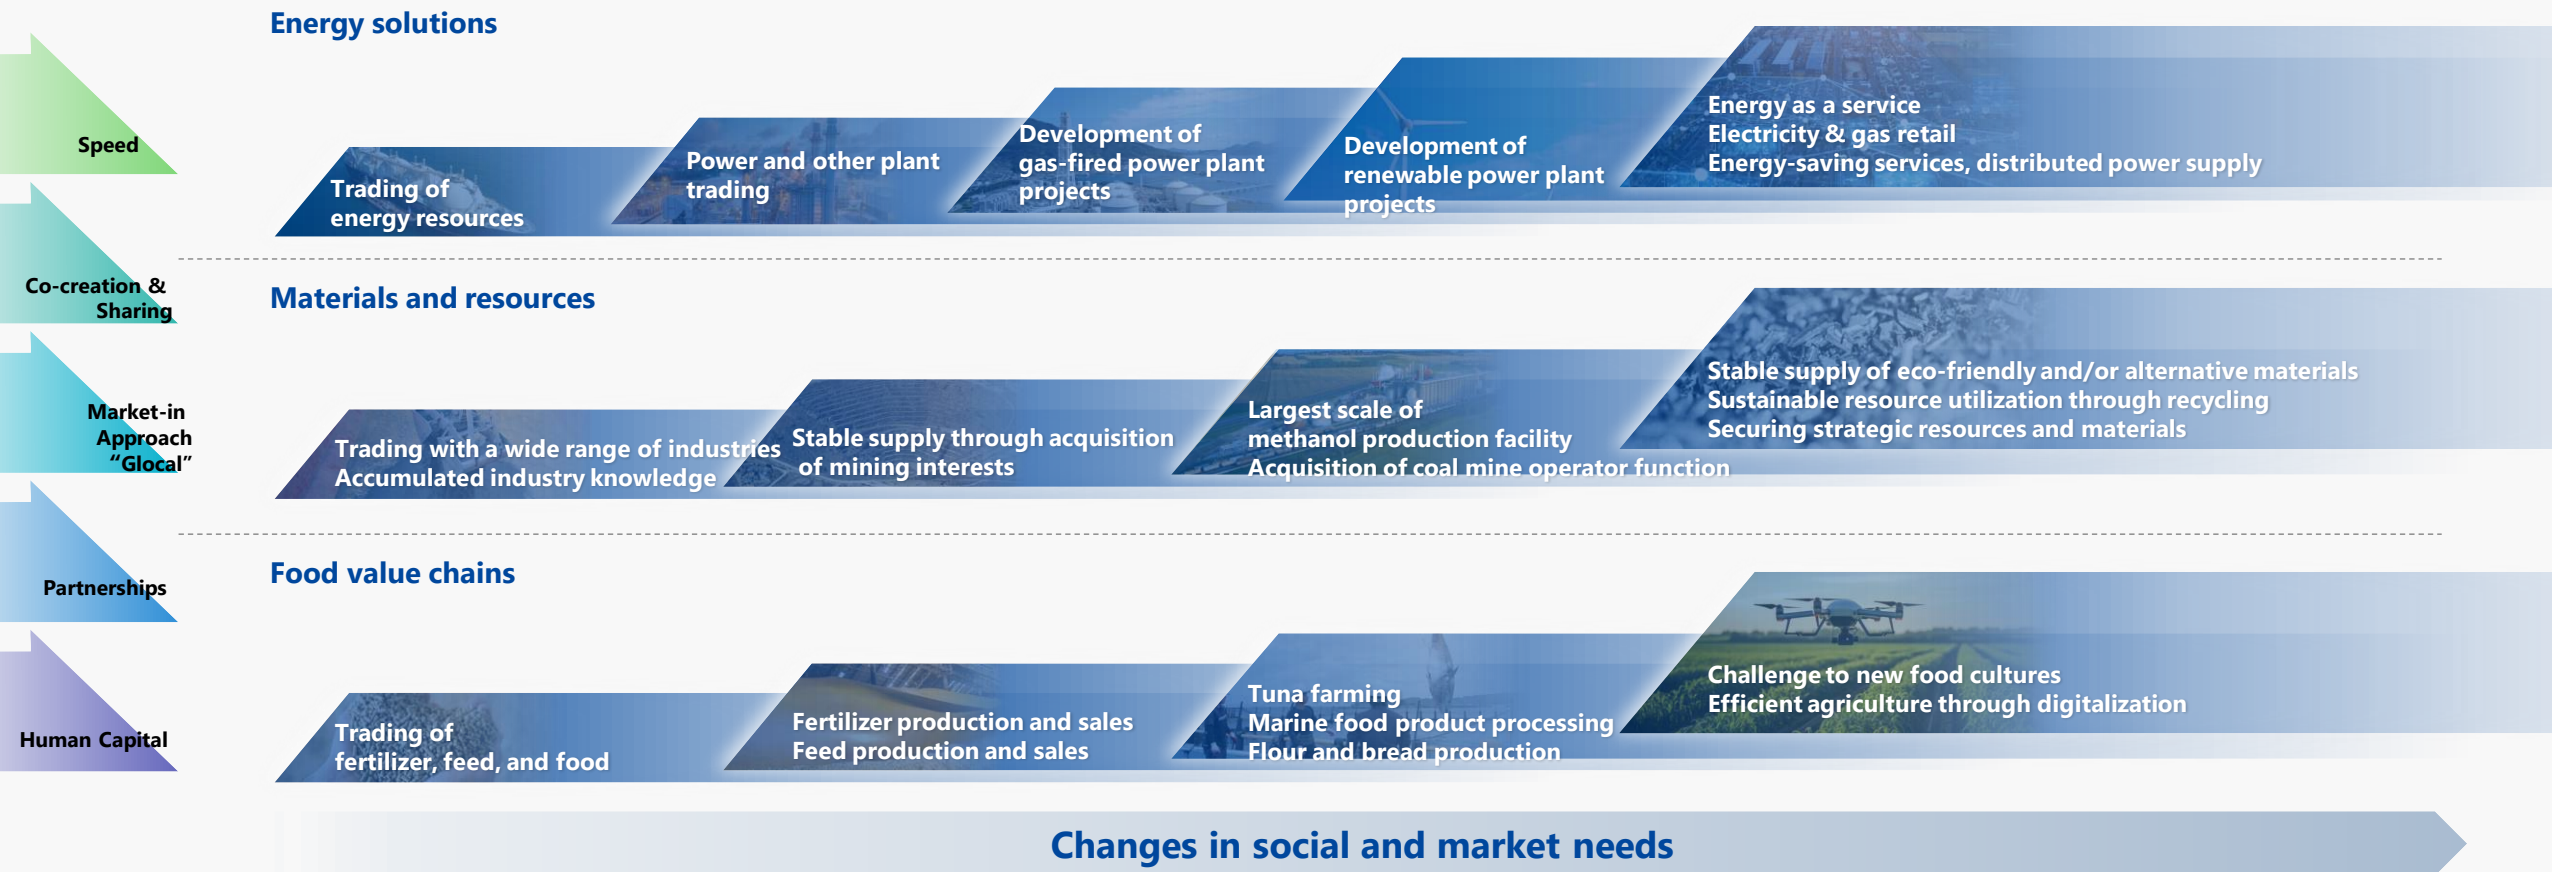 Speed
Co-creation &
Sharing
Market-in
Approach
“Glocal”
Partnerships
Human Capital
Energy solutions
Trading of
energy resources
Power and other plant
trading
Development of
gas-fired power plant
projects
Development of
renewable power plant
projects
Energy as a service
Electricity & gas retail
Energy-saving services, distributed power supply
Materials and resources
Trading with a wide range of industries
Accumulated industry knowledge
Stable supply through acquisition
of mining interests
Largest scale of
methanol production facility
Acquisition of coal mine operator function
Stable supply of eco-friendly and/or alternative materials
Sustainable resource utilization through recycling
Securing strategic resources and materials
Food value chains
Trading of
fertilizer, feed, and food
Fertilizer production and sales
Feed production and sales
Tuna farming
Marine food product processing
Flour and bread production
Challenge to new food cultures
Efficient agriculture through digitalization
Changes in social and market needs